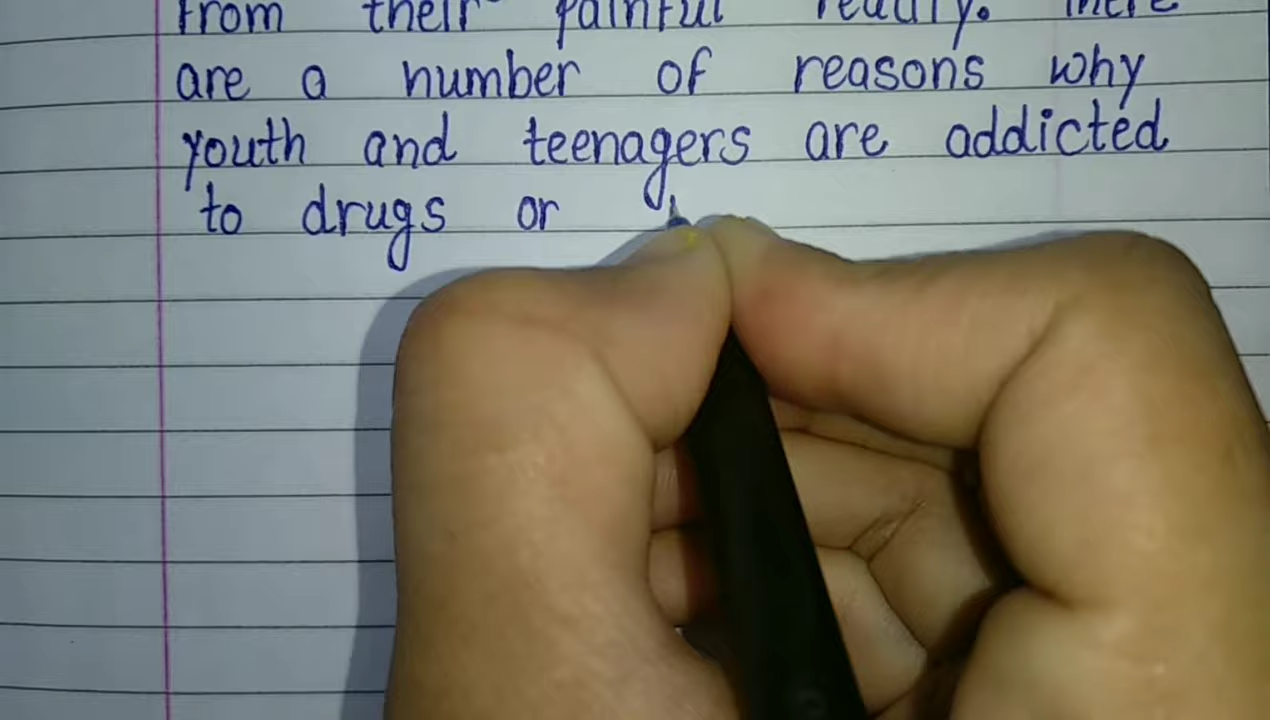 from their painful reality. There
are a number of reasons why
youth and teenagers are addicted
to drugs or